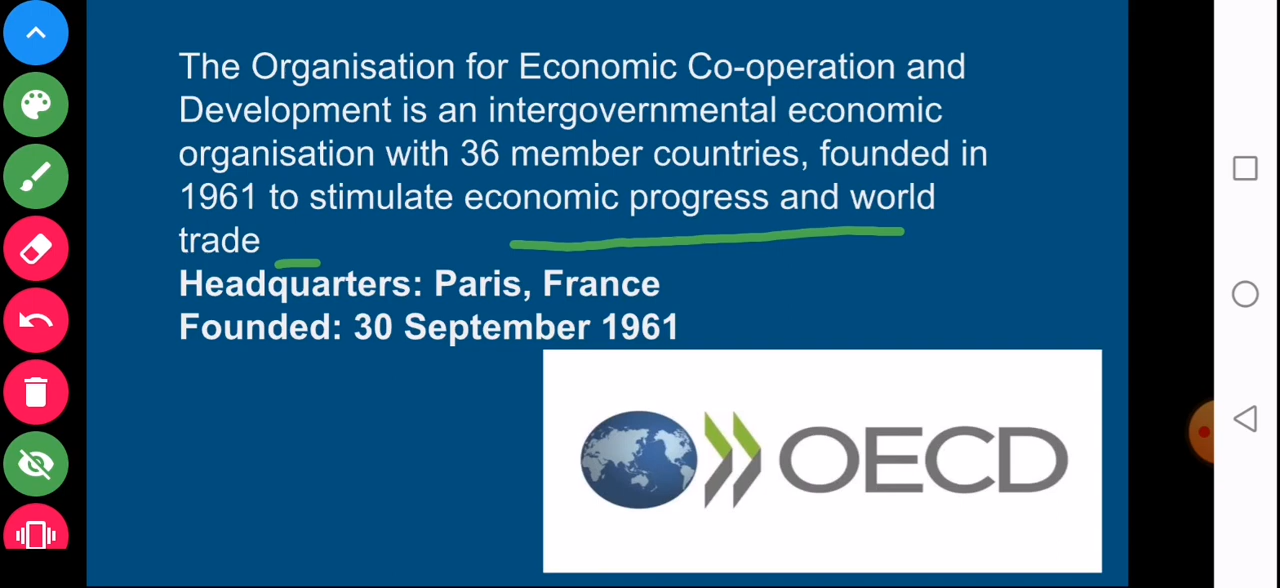 The Organisation for Economic Co-operation and
Development is an intergovernmental economic
organisation with 36 member countries, founded in
1961 to stimulate economic progress and world
trade
Headquarters: Paris, France
Founded: 30 September 1961
OECD